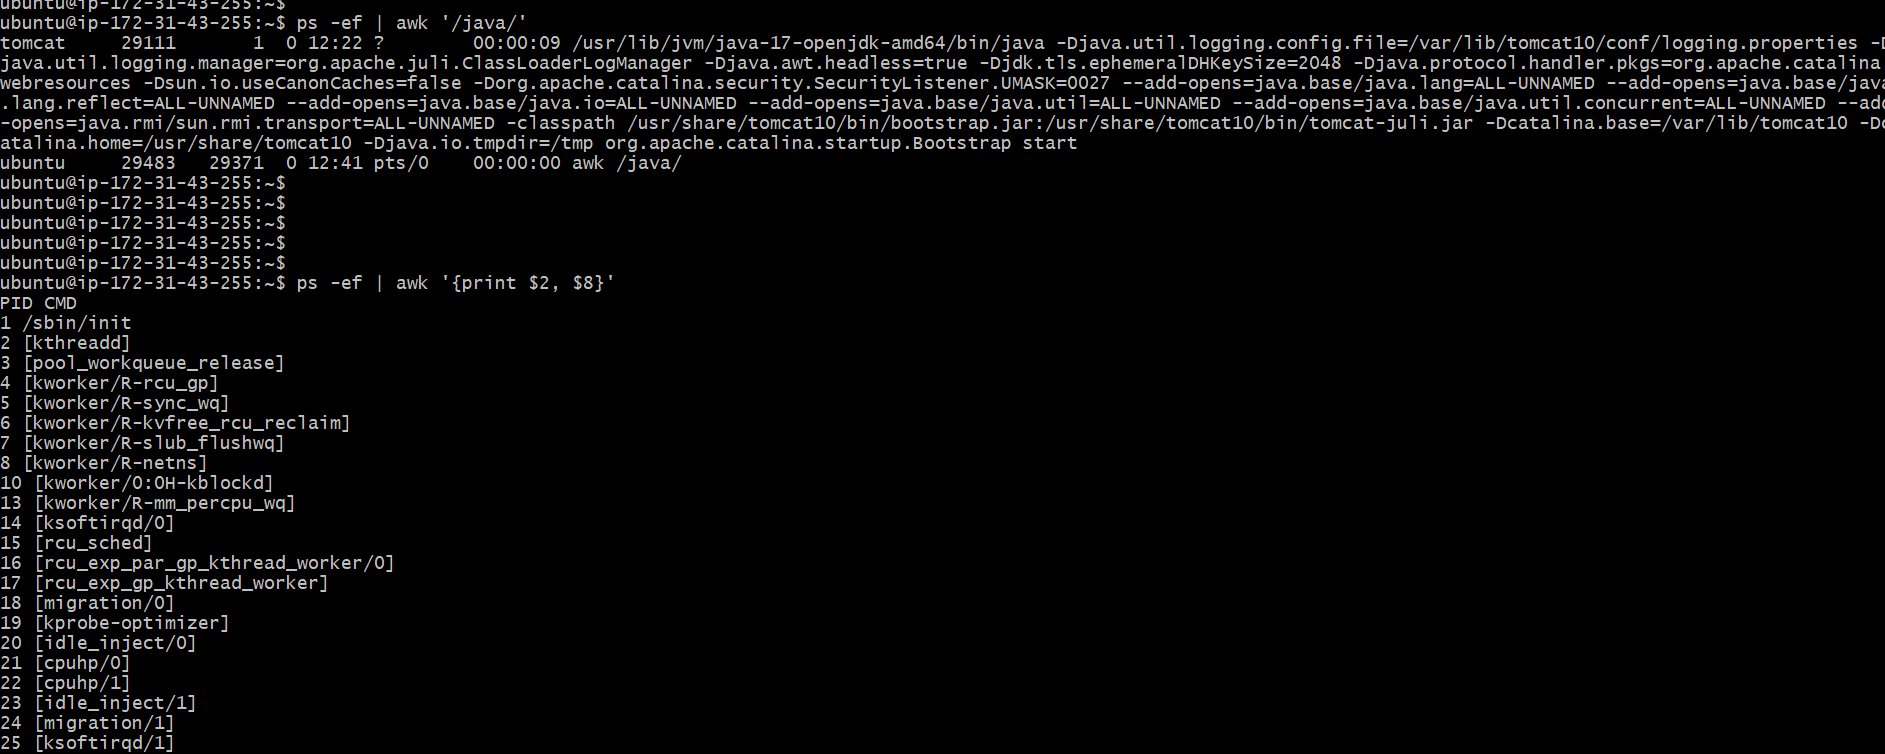 ubuntu@ip-172-31-43-255:~$
ubuntu@ip-172-31-43-255:~$ ps -ef | awk '/java/'
tomcat     29111       1  0 12:22 ?        00:00:09 /usr/lib/jvm/java-17-openjdk-amd64/bin/java -Djava.util.logging.config.file=/var/lib/tomcat10/conf/logging.properties -D
java.util.logging.manager=org.apache.juli.ClassLoaderLogManager -Djava.awt.headless=true -Djdk.tls.ephemeralDHKeySize=2048 -Djava.protocol.handler.pkgs=org.apache.catalina.
webresources -Dsun.io.useCanonCaches=false -Dorg.apache.catalina.security.SecurityListener.UMASK=0027 --add-opens=java.base/java.lang=ALL-UNNAMED --add-opens=java.base/java
.lang.reflect=ALL-UNNAMED --add-opens=java.base/java.io=ALL-UNNAMED --add-opens=java.base/java.util=ALL-UNNAMED --add-opens=java.base/java.util.concurrent=ALL-UNNAMED --add
-opens=java.rmi/sun.rmi.transport=ALL-UNNAMED -classpath /usr/share/tomcat10/bin/bootstrap.jar:/usr/share/tomcat10/bin/tomcat-juli.jar -Dcatalina.base=/var/lib/tomcat10 -Dc
atalina.home=/usr/share/tomcat10 -Djava.io.tmpdir=/tmp org.apache.catalina.startup.Bootstrap start
ubuntu     29483   29371  0 12:41 pts/0    00:00:00 awk /java/
ubuntu@ip-172-31-43-255:~$
ubuntu@ip-172-31-43-255:~$
ubuntu@ip-172-31-43-255:~$
ubuntu@ip-172-31-43-255:~$
ubuntu@ip-172-31-43-255:~$
ubuntu@ip-172-31-43-255:~$ ps -ef | awk '{print $2, $8}'
PID CMD
1 /sbin/init
2 [kthreadd]
3 [pool_workqueue_release]
4 [kworker/R-rcu_gp]
5 [kworker/R-sync_wq]
6 [kworker/R-kvfree_rcu_reclaim]
7 [kworker/R-slub_flushwq]
8 [kworker/R-netns]
10 [kworker/0:0H-kblockd]
13 [kworker/R-mm_percpu_wq]
14 [ksoftirqd/0]
15 [rcu_sched]
16 [rcu_exp_par_gp_kthread_worker/0]
17 [rcu_exp_gp_kthread_worker]
18 [migration/0]
19 [kprobe-optimizer]
20 [idle_inject/0]
21 [cpuhp/0]
22 [cpuhp/1]
23 [idle_inject/1]
24 [migration/1]
25 [ksoftirqd/1]